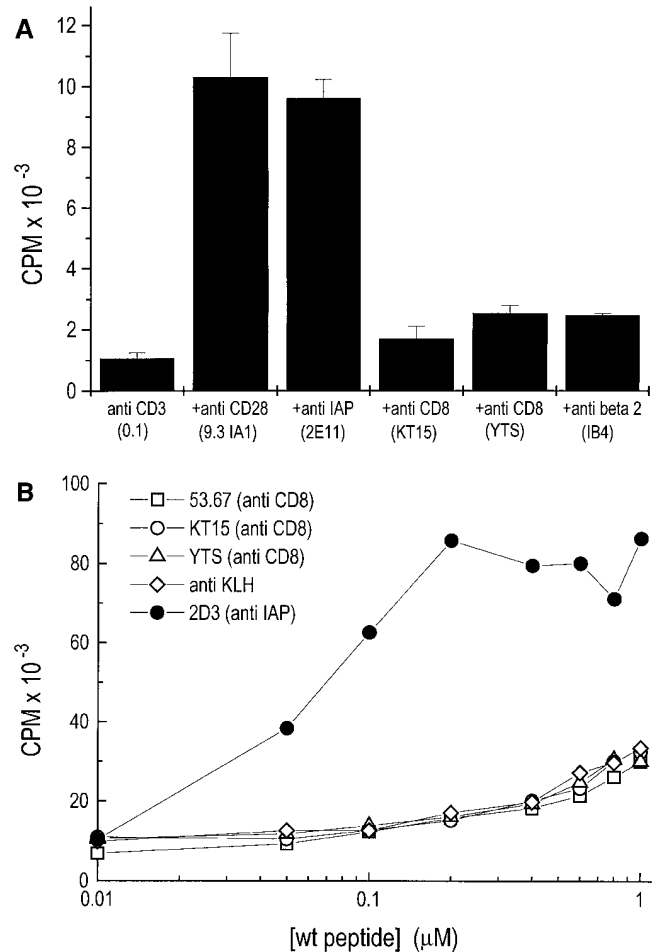 A
12
10
8
6
4
2
0
CPM x 10⁻³
anti CD3 +anti CD28 +anti IAP +anti CD8 +anti CD8 +anti beta 2
(0.1) (9.3 IA1) (2E11) (KT15) (YTS) (IB4)
B
100
80
60
40
20
0
CPM x 10⁻³
53.67 (anti CD8)
KT15 (anti CD8)
YTS (anti CD8)
anti KLH
2D3 (anti IAP)
0.01 0.1 1
[wt peptide] (μM)